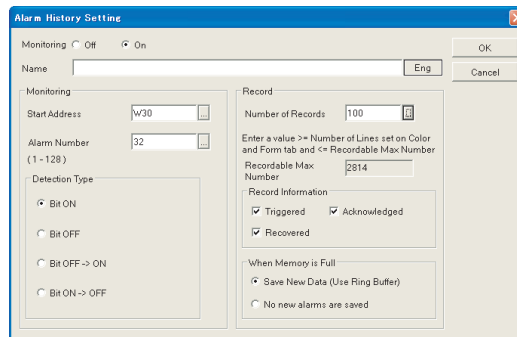 Alarm History Setting
Monitoring Off On
OK
Name Eng
Cancel
Monitoring
Start Address W30 ...
Alarm Number 32 ...
( 1 - 128 )
Detection Type
Bit ON
Bit OFF
Bit OFF -> ON
Bit ON -> OFF
Record
Number of Records 100
Enter a value >= Number of Lines set on Color
and Form tab and <= Recordable Max Number
Recordable Max 2814
Number
Record Information
Triggered Acknowledged
Recovered
When Memory is Full
Save New Data (Use Ring Buffer)
No new alarms are saved